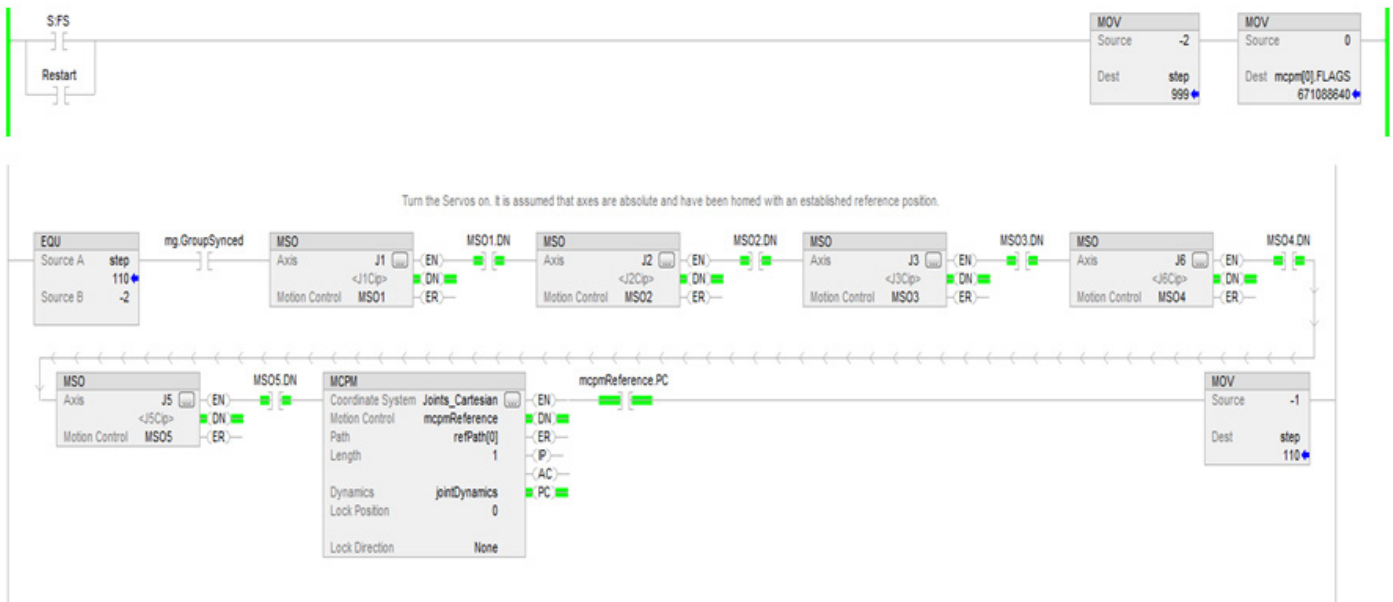 S:FS
Restart
MOV
Source -2
Dest step
999
MOV
Source 0
Dest mcpm[0].FLAGS
671088640
Turn the Servos on. It is assumed that axes are absolute and have been homed with an established reference position.
EQU
Source A step
110
Source B -2
mg.GroupSynced
MSO
Axis J1 ...
<J1Cip>
Motion Control MSO1
(EN)
(DN)
(ER)
MSO1.DN
MSO
Axis J2 ...
<J2Cip>
Motion Control MSO2
(EN)
(DN)
(ER)
MSO2.DN
MSO
Axis J3 ...
<J3Cip>
Motion Control MSO3
(EN)
(DN)
(ER)
MSO3.DN
MSO
Axis J6 ...
<J6Cip>
Motion Control MSO4
(EN)
(DN)
(ER)
MSO4.DN
MSO
Axis J5 ...
<J5Cip>
Motion Control MSO5
(EN)
(DN)
(ER)
MSO5.DN
MCPM
Coordinate System Joints_Cartesian ...
Motion Control mcpmReference
Path refPath[0]
Length 1
Dynamics jointDynamics
Lock Position 0
Lock Direction None
(EN)
(DN)
(ER)
(IP)
(AC)
(PC)
mcpmReference.PC
MOV
Source -1
Dest step
110